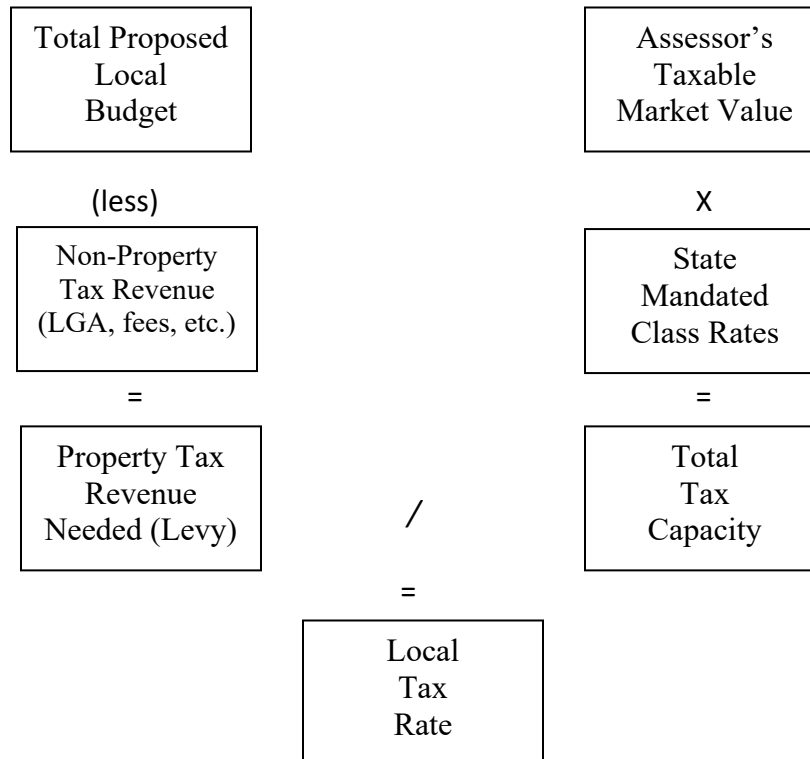 Total Proposed
Local
Budget
Assessor’s
Taxable
Market Value
(less)
X
Non-Property
Tax Revenue
(LGA, fees, etc.)
State
Mandated
Class Rates
=
=
Property Tax
Revenue
Needed (Levy)
/
Total
Tax
Capacity
=
Local
Tax
Rate